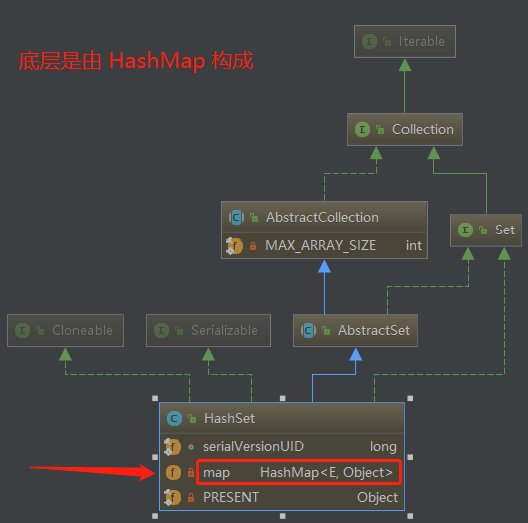 Iterable
底层是由 HashMap 构成
Collection
AbstractCollection
MAX_ARRAY_SIZE int
Set
Cloneable
Serializable
AbstractSet
HashSet
serialVersionUID long
map HashMap<E, Object>
PRESENT Object